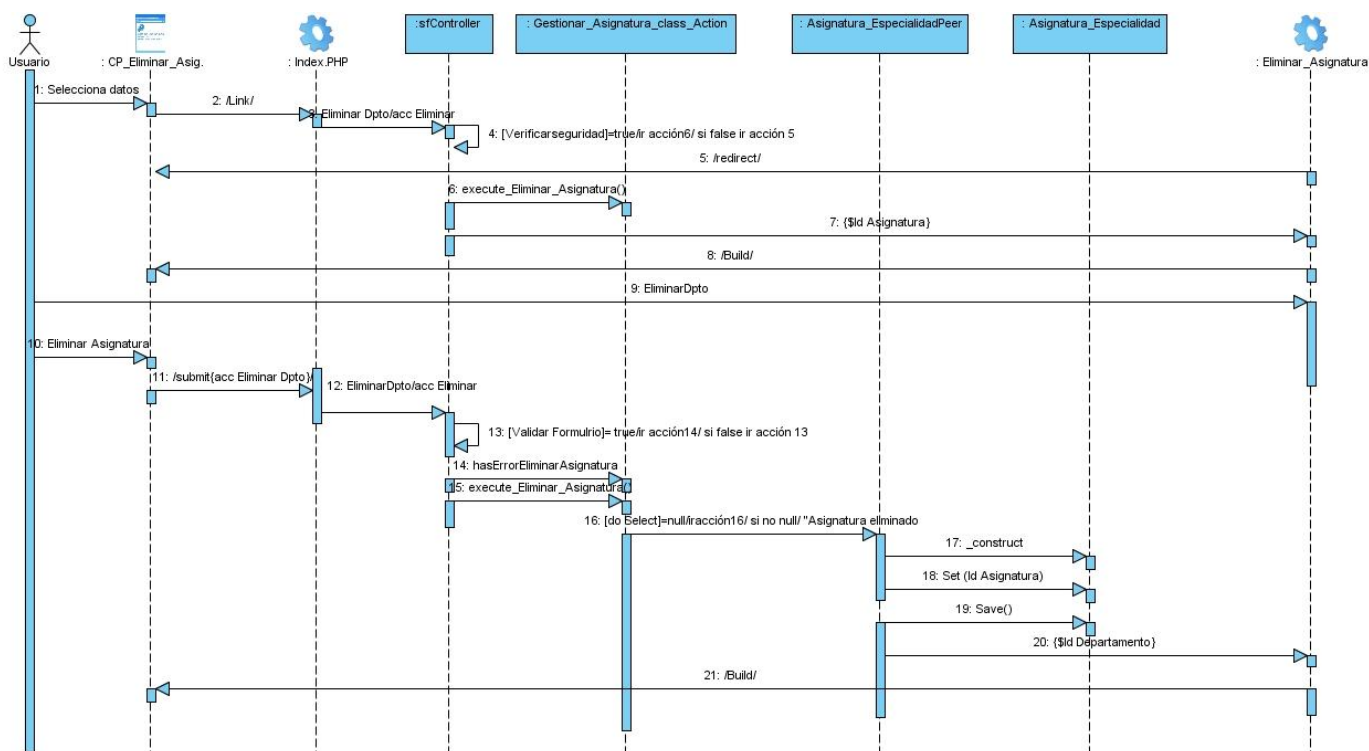 :sfController
: Gestionar_Asignatura_class_Action
: Asignatura_EspecialidadPeer
: Asignatura_Especialidad
Usuario
: CP_Eliminar_Asig.
: Index.PHP
: Eliminar_Asignatura
1: Selecciona datos
2: /Link/
3: Eliminar Dpto/acc Eliminar
4: [Verificarseguridad]=true/ir acción6/ si false ir acción 5
5: /redirect/
6: execute_Eliminar_Asignatura()
7: {$Id Asignatura}
8: /Build/
9: EliminarDpto
10: Eliminar Asignatura
11: /submit{acc Eliminar Dpto}/
12: EliminarDpto/acc Eliminar
13: [Validar Formulrio]= true/ir acción14/ si false ir acción 13
14: hasErrorEliminarAsignatura
15: execute_Eliminar_Asignatura()
16: [do Select]=null/iracción16/ si no null/ "Asignatura eliminado
17: _construct
18: Set (Id Asignatura)
19: Save()
20: {$Id Departamento}
21: /Build/